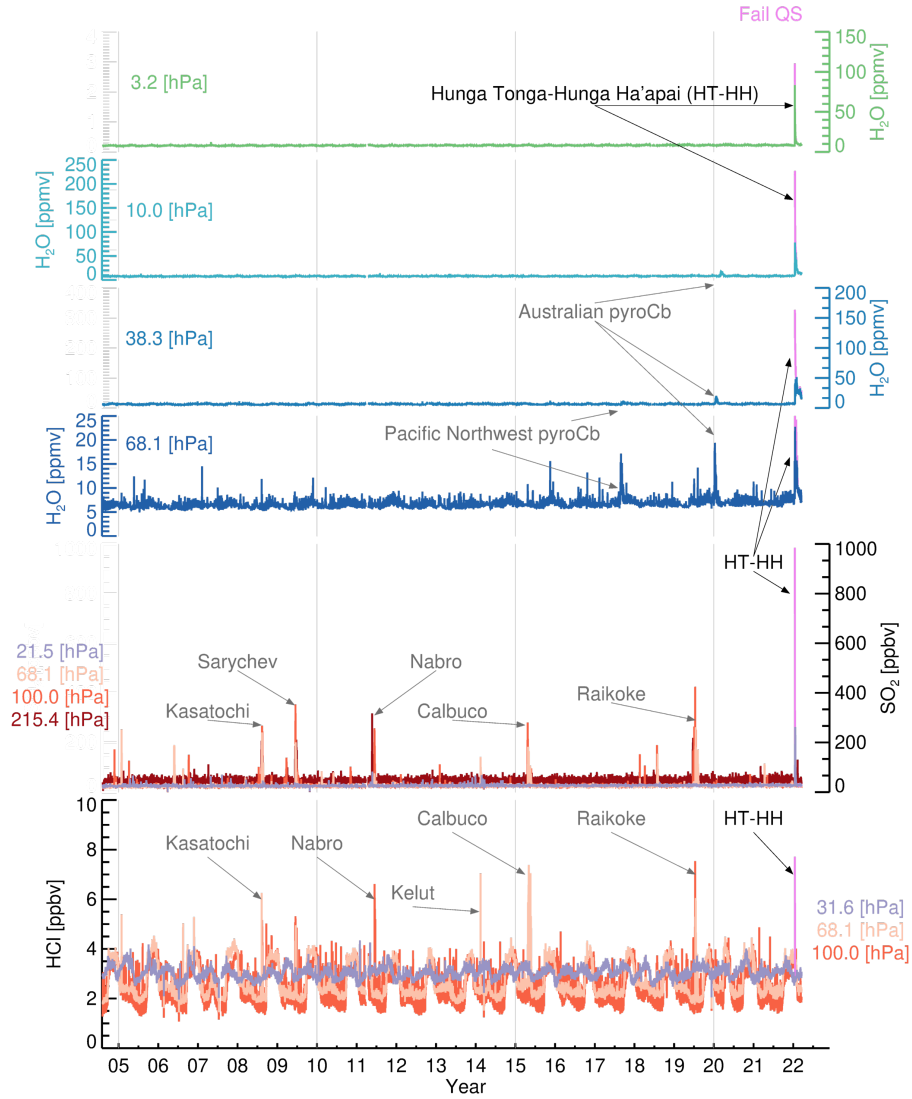 Fail QS
150
3.2 [hPa]
100
Hunga Tonga-Hunga Ha'apai (HT-HH)
50
0
H₂O [ppmv]
250
200
10.0 [hPa]
150
100
50
0
H₂O [ppmv]
200
Australian pyroCb
150
38.3 [hPa]
100
50
0
H₂O [ppmv]
25
Pacific Northwest pyroCb
20
68.1 [hPa]
15
10
5
0
H₂O [ppmv]
1000
HT-HH
800
21.5 [hPa]
600
Sarychev
Nabro
68.1 [hPa]
100.0 [hPa]
400
Raikoke
Kasatochi
Calbuco
215.4 [hPa]
200
0
SO₂ [ppbv]
10
Calbuco
Raikoke
HT-HH
8
Kasatochi
Nabro
6
Kelut
31.6 [hPa]
68.1 [hPa]
4
100.0 [hPa]
2
0
HCl [ppbv]
05 06 07 08 09 10 11 12 13 14 15 16 17 18 19 20 21 22
Year